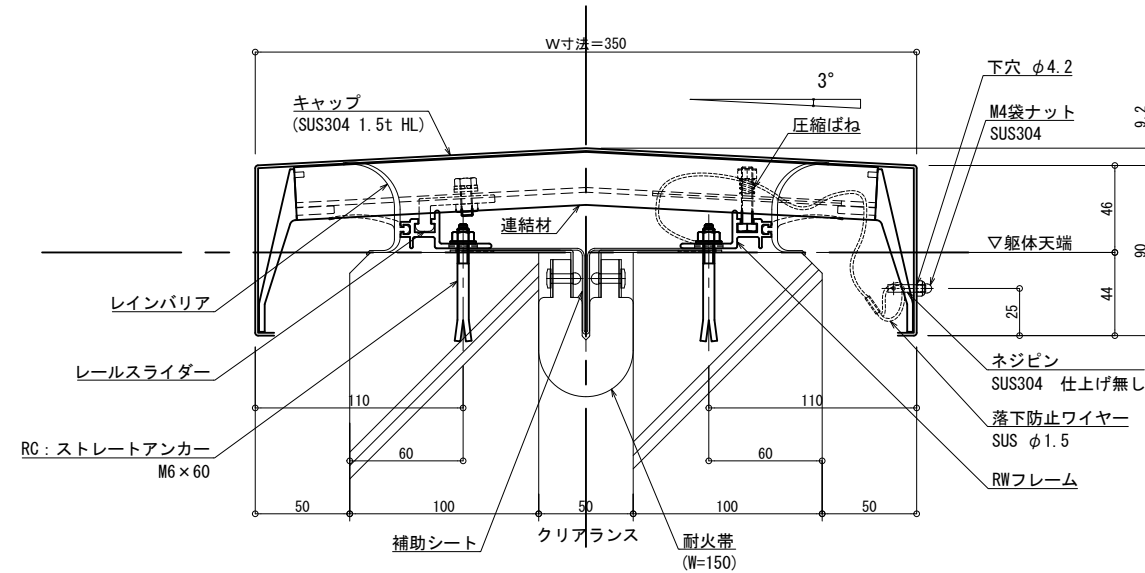 W寸法=350
下穴 φ4.2
3°
キャップ
(SUS304 1.5t HL)
圧縮ばね
M4袋ナット
SUS304
9.2
連結材
46
▽躯体天端
90
44
25
レインバリア
レールスライダー
ネジピン
SUS304 仕上げ無し
110
110
落下防止ワイヤー
SUS φ1.5
RC：ストレートアンカー
M6×60
60
60
RWフレーム
50
100
50
100
50
クリアランス
補助シート
耐火帯
(W=150)